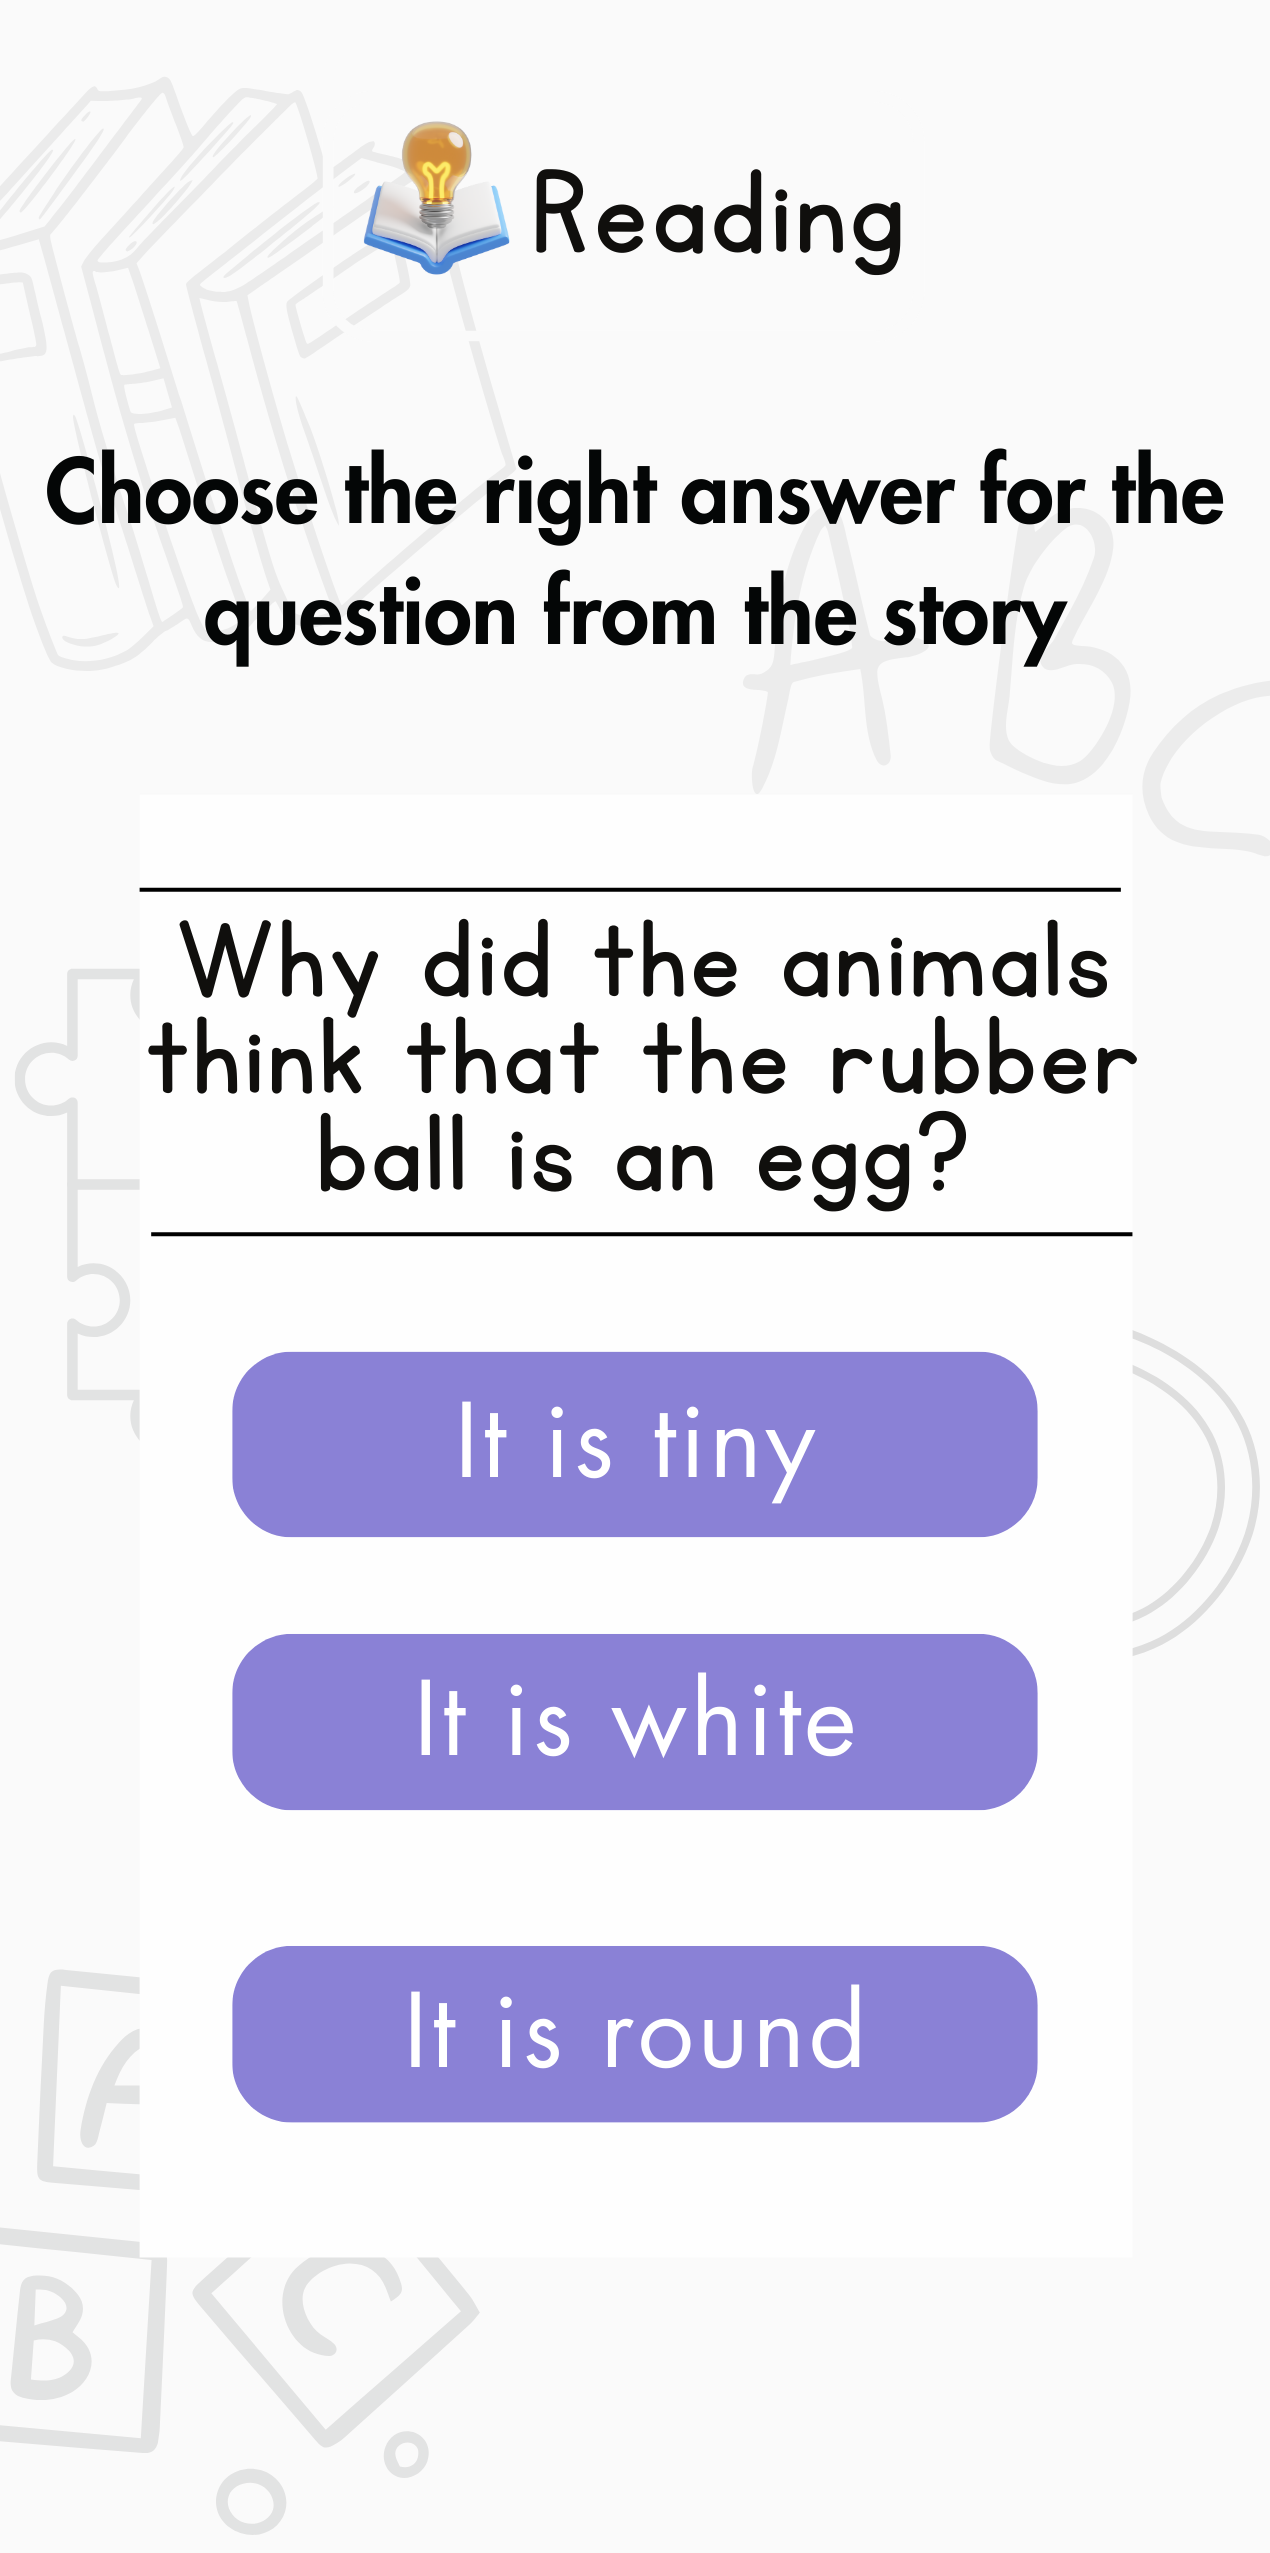 Reading
Choose the right answer for the
question from the story
A B
Why did the animals
think that the rubber
ball is an egg?
It is tiny
It is white
It is round
A
B
C